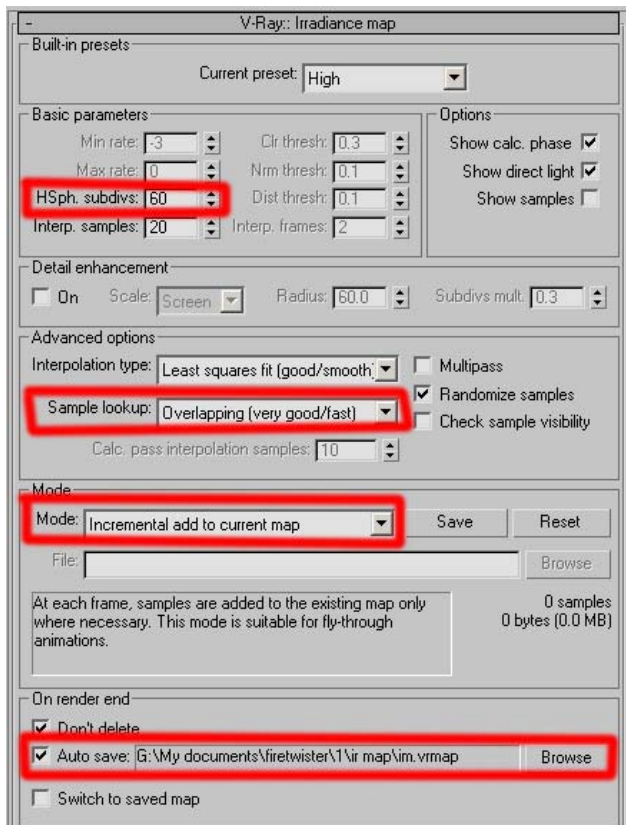 - V-Ray:: Irradiance map
Built-in presets
Current preset: High
Basic parameters
Min rate: -3 Clr thresh: 0.3
Max rate: 0 Nrm thresh: 0.1
HSph. subdivs: 60 Dist thresh: 0.1
Interp. samples: 20 Interp. frames: 2
Options
Show calc. phase
Show direct light
Show samples
Detail enhancement
On Scale: Screen Radius: 60.0 Subdivs mult. 0.3
Advanced options
Interpolation type: Least squares fit (good/smooth)
Multipass
Randomize samples
Sample lookup: Overlapping (very good/fast)
Check sample visibility
Calc. pass interpolation samples: 10
Mode
Mode: Incremental add to current map Save Reset
File: Browse
At each frame, samples are added to the existing map only
where necessary. This mode is suitable for fly-through
animations.
0 samples
0 bytes (0.0 MB)
On render end
Don't delete
Auto save: G:\My documents\firetwister\1\ir map\im.vrmap Browse
Switch to saved map